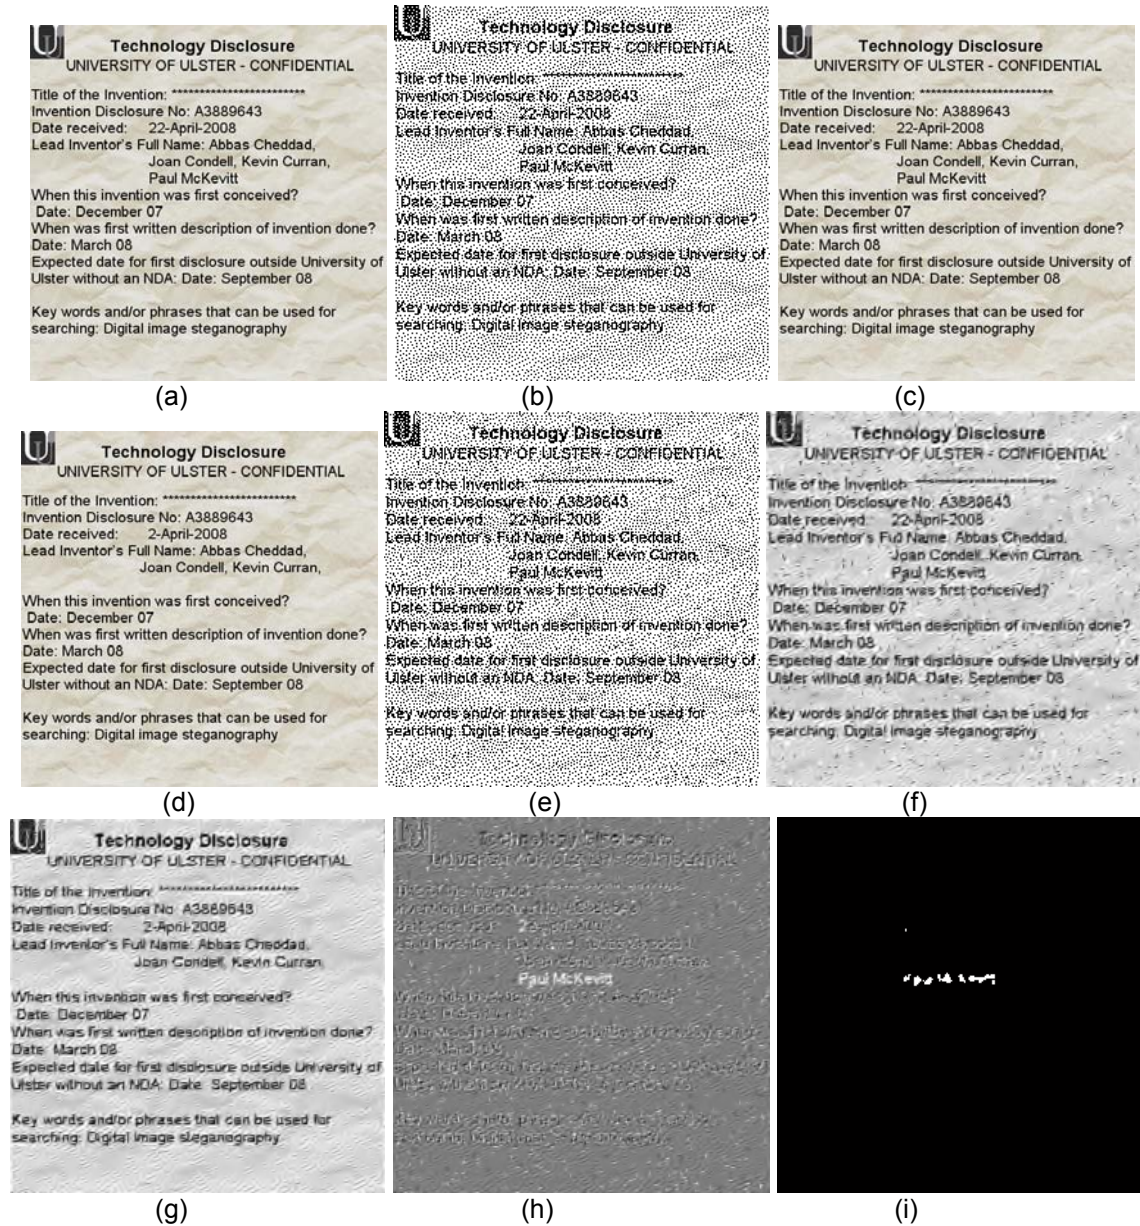 Technology Disclosure
UNIVERSITY OF ULSTER - CONFIDENTIAL
Title of the Invention: ************************
Invention Disclosure No: A3889643
Date received: 22-April-2008
Lead Inventor's Full Name: Abbas Cheddad,
Joan Condell, Kevin Curran,
Paul McKevitt
When this invention was first conceived?
Date: December 07
When was first written description of invention done?
Date: March 08
Expected date for first disclosure outside University of
Ulster without an NDA: Date: September 08
Key words and/or phrases that can be used for
searching: Digital image steganography
(a)
Technology Disclosure
UNIVERSITY OF ULSTER - CONFIDENTIAL
Title of the Invention: ************************
Invention Disclosure No: A3889643
Date received: 22-April-2008
Lead Inventor's Full Name: Abbas Cheddad,
Joan Condell, Kevin Curran,
Paul McKevitt
When this invention was first conceived?
Date: December 07
When was first written description of invention done?
Date: March 08
Expected date for first disclosure outside University of
Ulster without an NDA: Date: September 08
Key words and/or phrases that can be used for
searching: Digital image steganography
(b)
Technology Disclosure
UNIVERSITY OF ULSTER - CONFIDENTIAL
Title of the Invention: ************************
Invention Disclosure No: A3889643
Date received: 22-April-2008
Lead Inventor's Full Name: Abbas Cheddad,
Joan Condell, Kevin Curran,
Paul McKevitt
When this invention was first conceived?
Date: December 07
When was first written description of invention done?
Date: March 08
Expected date for first disclosure outside University of
Ulster without an NDA: Date: September 08
Key words and/or phrases that can be used for
searching: Digital image steganography
(c)
Technology Disclosure
UNIVERSITY OF ULSTER - CONFIDENTIAL
Title of the Invention: ************************
Invention Disclosure No: A3889643
Date received: 2-April-2008
Lead Inventor's Full Name: Abbas Cheddad,
Joan Condell, Kevin Curran,
When this invention was first conceived?
Date: December 07
When was first written description of invention done?
Date: March 08
Expected date for first disclosure outside University of
Ulster without an NDA: Date: September 08
Key words and/or phrases that can be used for
searching: Digital image steganography
(d)
Technology Disclosure
UNIVERSITY OF ULSTER - CONFIDENTIAL
Title of the Invention: ************************
Invention Disclosure No: A3889643
Date received: 22-April-2008
Lead Inventor's Full Name: Abbas Cheddad,
Joan Condell, Kevin Curran,
Paul McKevitt
When this invention was first conceived?
Date: December 07
When was first written description of invention done?
Date: March 08
Expected date for first disclosure outside University of
Ulster without an NDA: Date: September 08
Key words and/or phrases that can be used for
searching: Digital image steganography
(e)
Technology Disclosure
UNIVERSITY OF ULSTER - CONFIDENTIAL
Title of the Invention: ************************
Invention Disclosure No: A3889643
Date received: 22-April-2008
Lead Inventor's Full Name: Abbas Cheddad,
Joan Condell, Kevin Curran,
Paul McKevitt
When this invention was first conceived?
Date: December 07
When was first written description of invention done?
Date: March 08
Expected date for first disclosure outside University of
Ulster without an NDA: Date: September 08
Key words and/or phrases that can be used for
searching: Digital image steganography
(f)
Technology Disclosure
UNIVERSITY OF ULSTER - CONFIDENTIAL
Title of the Invention: ************************
Invention Disclosure No: A3889643
Date received: 2-April-2008
Lead Inventor's Full Name: Abbas Cheddad,
Joan Condell, Kevin Curran,
When this invention was first conceived?
Date: December 07
When was first written description of invention done?
Date: March 08
Expected date for first disclosure outside University of
Ulster without an NDA: Date: September 08
Key words and/or phrases that can be used for
searching: Digital image steganography
(g)
Technology Disclosure
Paul McKevitt
(h)
(i)